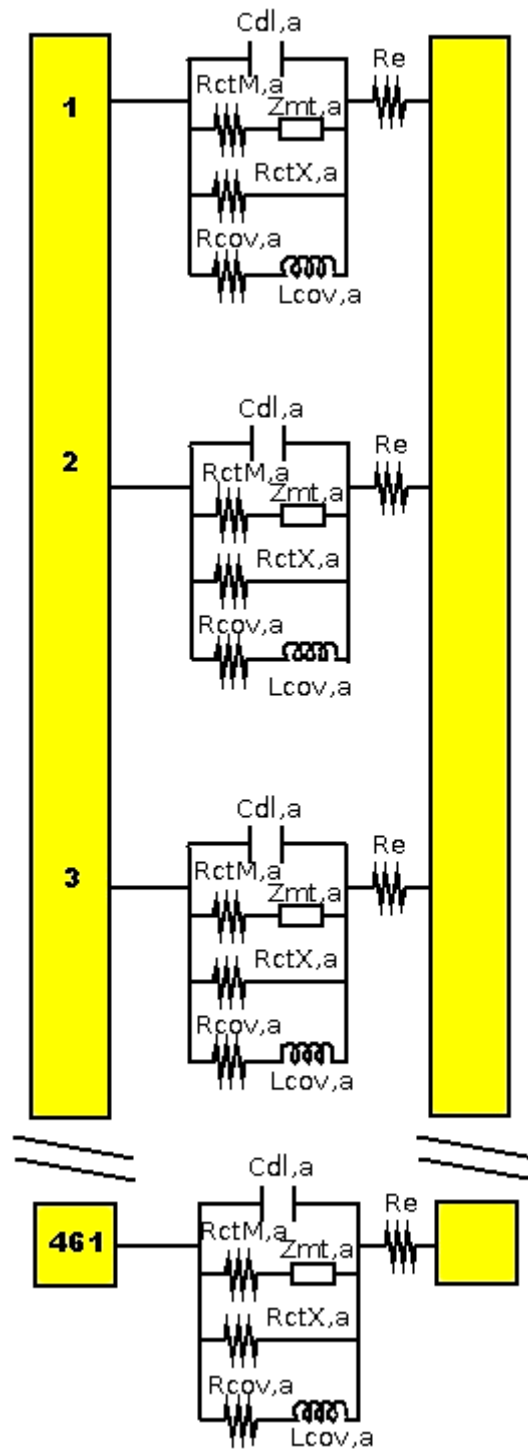 Cdl,a
Re
1
RctM,a
Zmt,a
RctX,a
Rcov,a
Lcov,a
Cdl,a
Re
2
RctM,a
Zmt,a
RctX,a
Rcov,a
Lcov,a
Cdl,a
Re
3
RctM,a
Zmt,a
RctX,a
Rcov,a
Lcov,a
Cdl,a
Re
461
RctM,a
Zmt,a
RctX,a
Rcov,a
Lcov,a